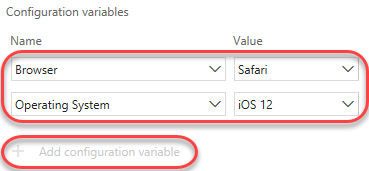 Configuration variables
Name Value
Browser Safari
Operating System iOS 12
+ Add configuration variable